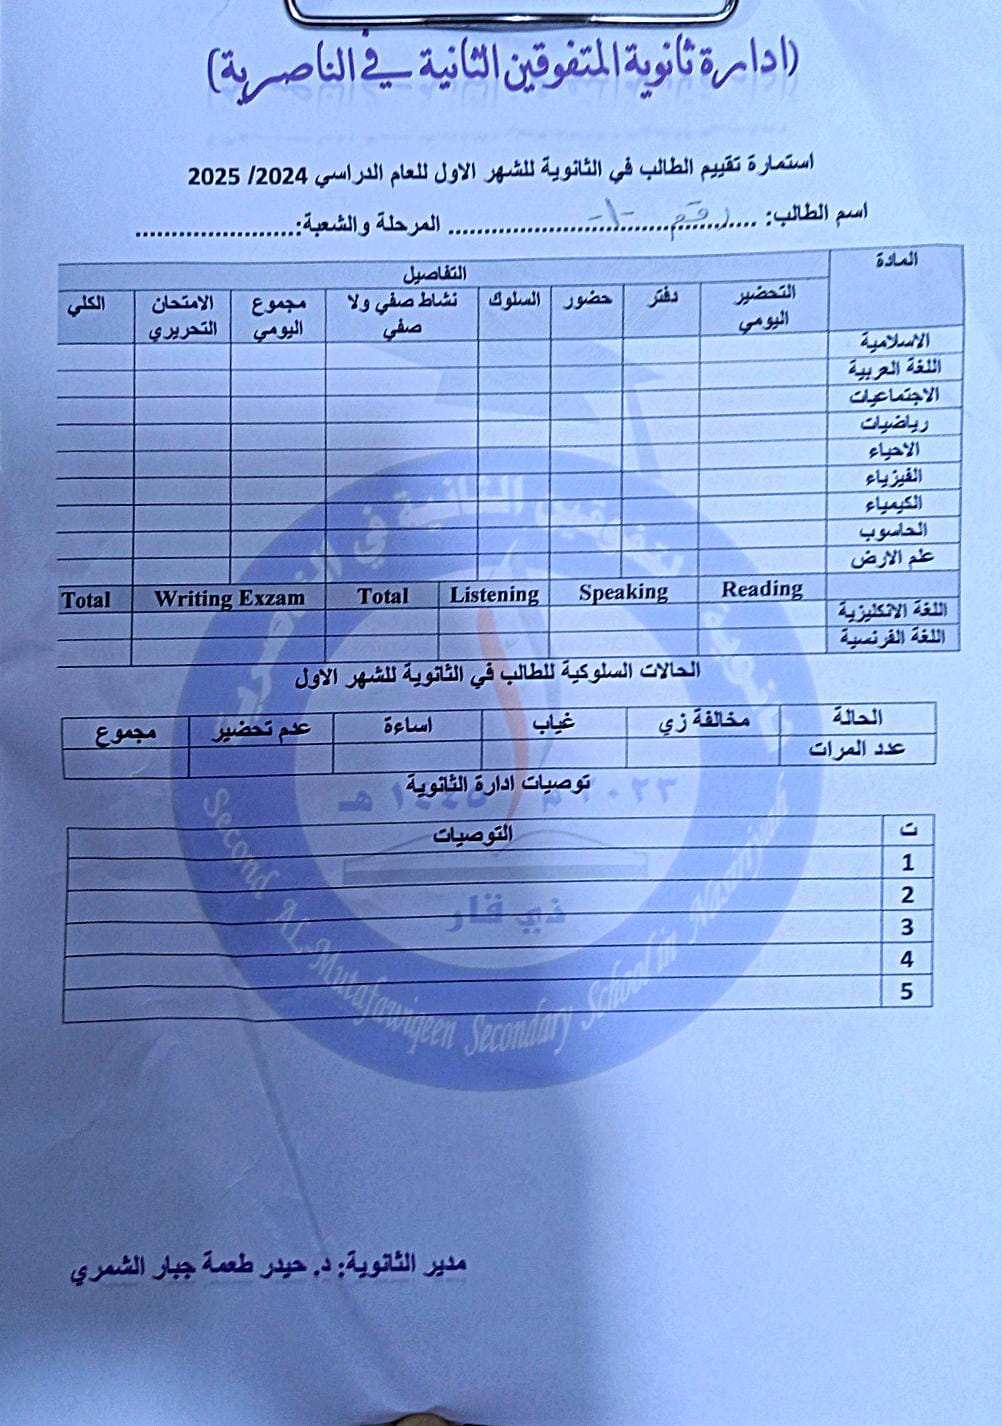 (ادارة ثانوية المتفوقين الثانية في الناصرية)
استمارة تقييم الطالب في الثانوية للشهر الاول للعام الدراسي 2024/ 2025
اسم الطالب: ....رقم...-1-.................... المرحلة والشعبة:......................
المادة التفاصيل
التحضير اليومي دفتر حضور السلوك نشاط صفي ولا صفي مجموع اليومي الامتحان التحريري الكلي
الاسلامية
اللغة العربية
الاجتماعيات
رياضيات
الاحياء
الفيزياء
الكيمياء
الحاسوب
علم الارض
Total Writing Exzam Total Listening Speaking Reading
اللغة الانكليزية
اللغة الفرنسية
الحالات السلوكية للطالب في الثانوية للشهر الاول
الحالة مخالفة زي غياب اساءة عدم تحضير مجموع
عدد المرات
توصيات ادارة الثانوية
ت التوصيات
1
2
3
4
5
ذي قار
Second AL-Mutafawiqeen Secondary School in Nasiriyah
مدير الثانوية: د. حيدر طعمة جبار الشمري